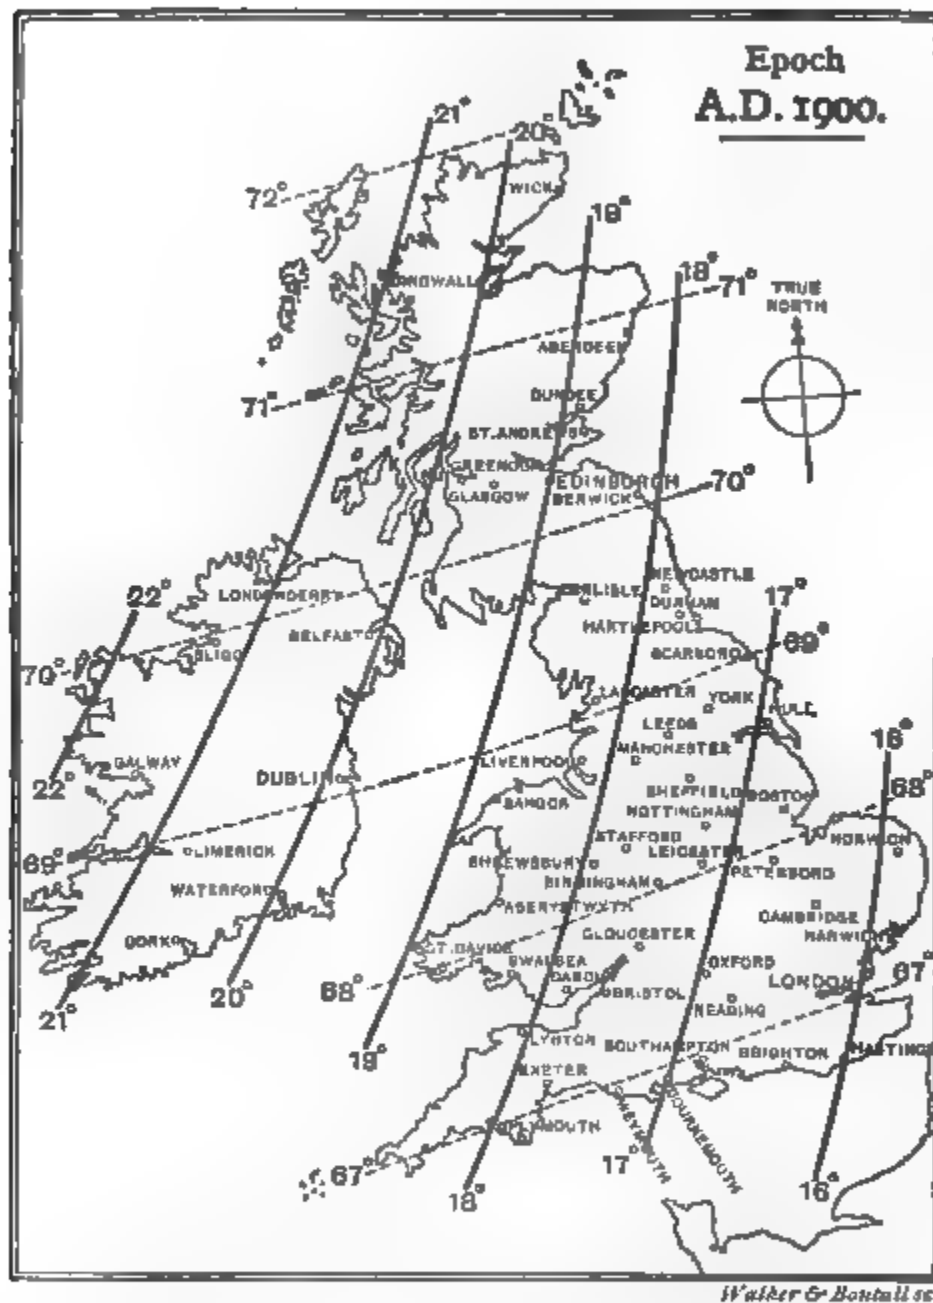 Epoch
A.D. 1900.
21°
20°
WICK
72°
19°
18°
71°
TRUE
NORTH
ABERDEEN
71°
DUNDEE
ST. ANDREWS
GLASGOW
EDINBURGH
BERWICK
70°
22°
LONDONDERRY
NEWCASTLE
DURHAM
17°
BELFAST
HARTLEPOOL
69°
SLIGO
SCARBORO
70°
LANCASTER
YORK
HULL
LEEDS
16°
GALWAY
MANCHESTER
22°
DUBLIN
LIVERPOOL
SHEFFIELD
BOSTON
68°
BANGOR
NOTTINGHAM
STAFFORD
NORWICH
69°
LIMERICK
SHREWSBURY
LEICESTER
PETERBORO
WATERFORD
BIRMINGHAM
ABERYSTWYTH
CAMBRIDGE
HARWICH
CORK
ST. DAVIDS
GLOUCESTER
SWANSEA
OXFORD
LONDON
67°
68°
BRISTOL
READING
21°
20°
19°
LYNTON
SOUTHAMPTON
BRIGHTON
HASTINGS
EXETER
PLYMOUTH
WEYMOUTH
BOURNEMOUTH
67°
17°
18°
16°
Walker & Boutall sc